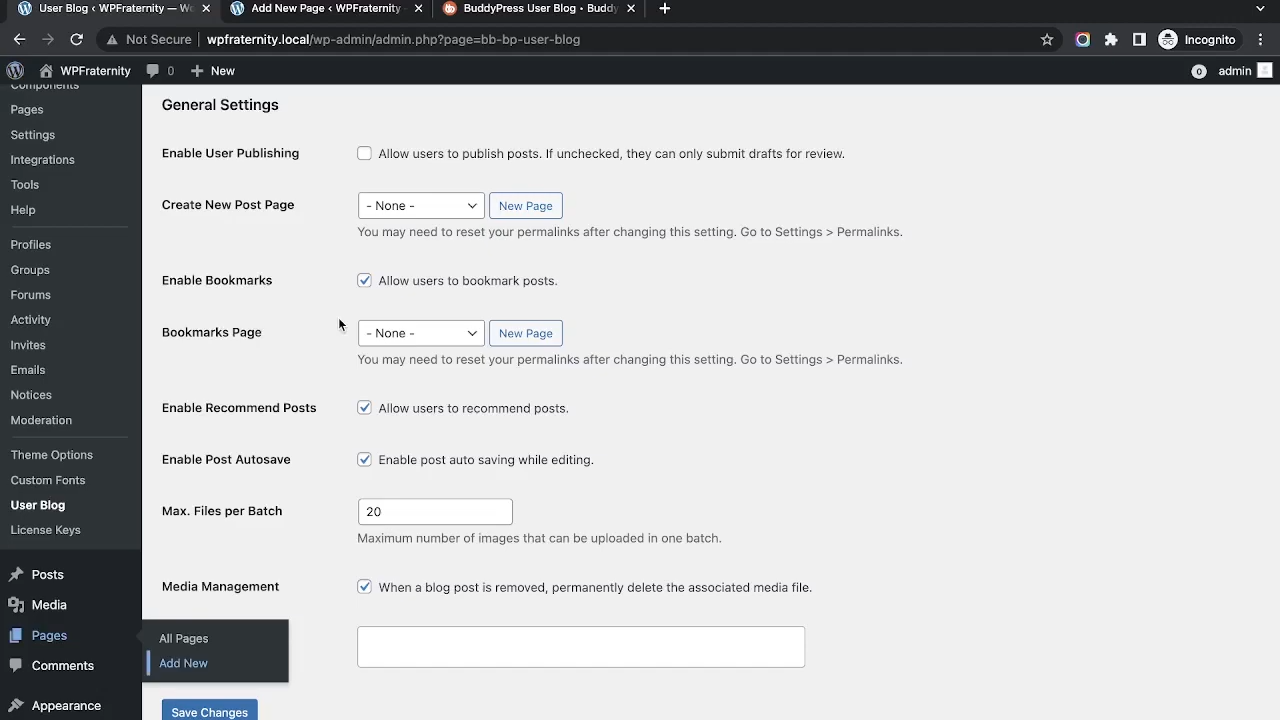 User Blog < WPFraternity — Wo
Add New Page < WPFraternity
BuddyPress User Blog • Buddy
Not Secure
wpfraternity.local/wp-admin/admin.php?page=bb-bp-user-blog
Incognito
WPFraternity
0
New
0
admin
Components
Pages
Settings
Integrations
Tools
Help
Profiles
Groups
Forums
Activity
Invites
Emails
Notices
Moderation
Theme Options
Custom Fonts
User Blog
License Keys
Posts
Media
Pages
Comments
Appearance
All Pages
Add New
General Settings
Enable User Publishing
Allow users to publish posts. If unchecked, they can only submit drafts for review.
Create New Post Page
- None -
New Page
You may need to reset your permalinks after changing this setting. Go to Settings > Permalinks.
Enable Bookmarks
Allow users to bookmark posts.
Bookmarks Page
- None -
New Page
You may need to reset your permalinks after changing this setting. Go to Settings > Permalinks.
Enable Recommend Posts
Allow users to recommend posts.
Enable Post Autosave
Enable post auto saving while editing.
Max. Files per Batch
20
Maximum number of images that can be uploaded in one batch.
Media Management
When a blog post is removed, permanently delete the associated media file.
Save Changes